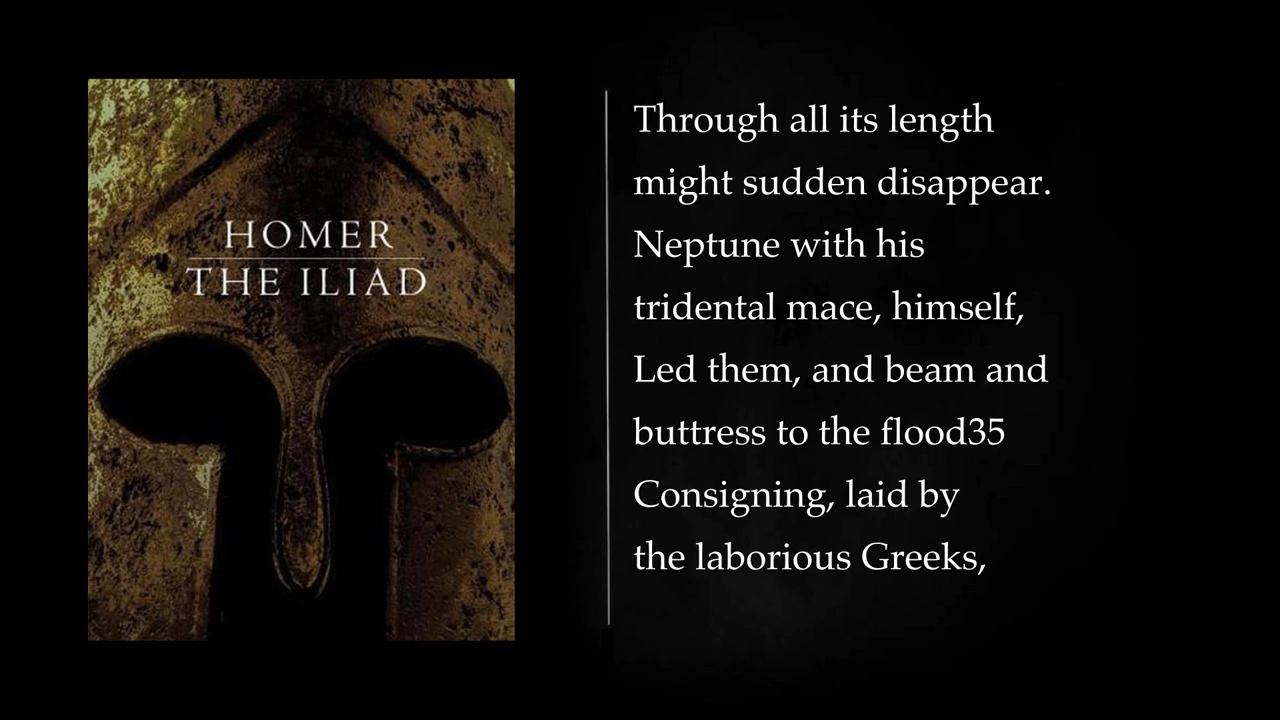 HOMER
THE ILIAD
Through all its length
might sudden disappear.
Neptune with his
tridental mace, himself,
Led them, and beam and
buttress to the flood35
Consigning, laid by
the laborious Greeks,